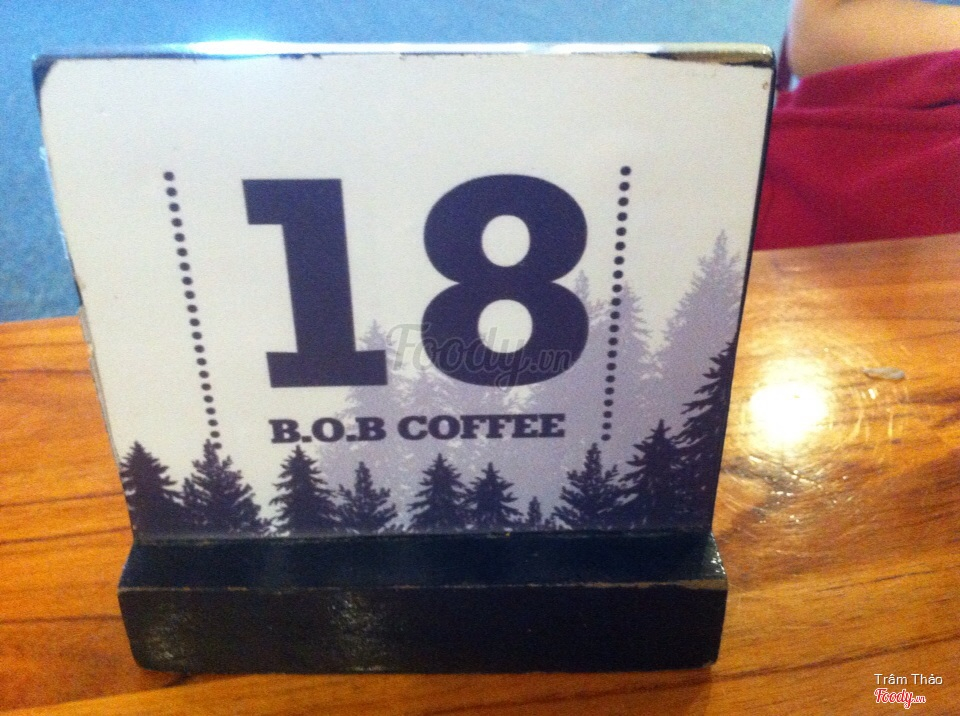 18
Foody.vn
B.O.B COFFEE
Trâm Thảo
Foody.vn